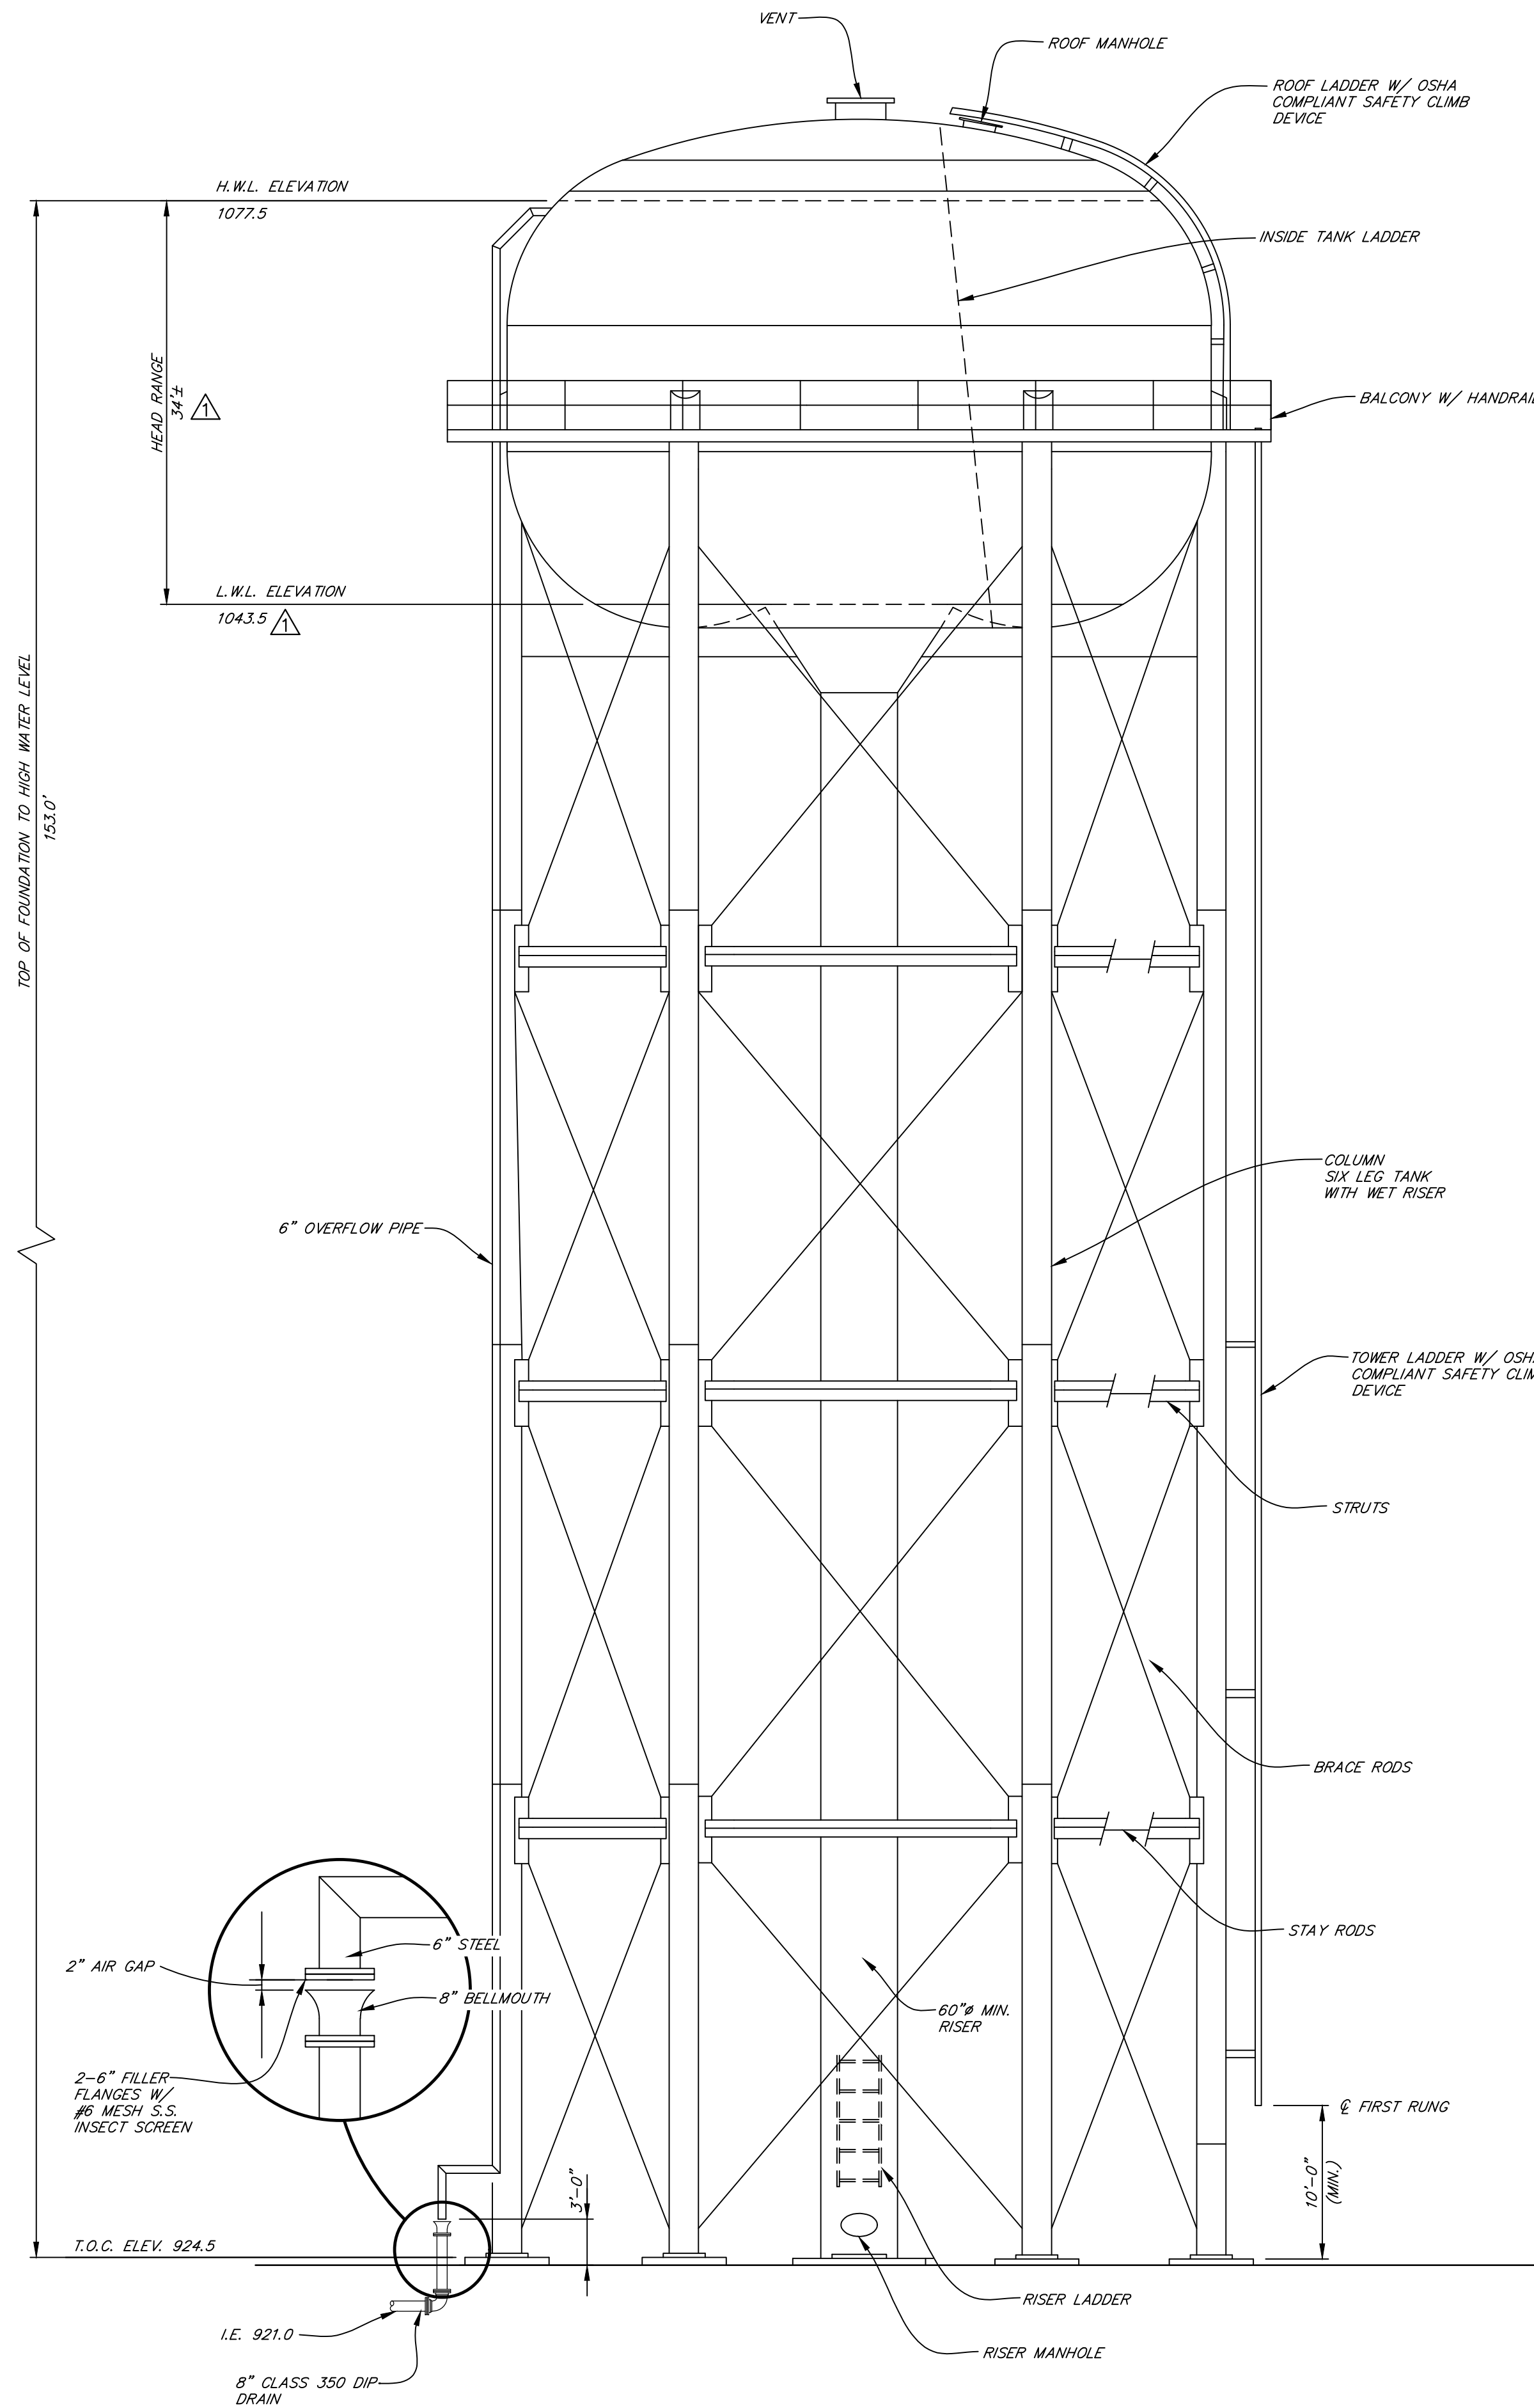 VENT
ROOF MANHOLE
ROOF LADDER W/ OSHA
COMPLIANT SAFETY CLIMB
DEVICE
H.W.L. ELEVATION
1077.5
INSIDE TANK LADDER
HEAD RANGE
34'±
1
BALCONY W/ HANDRAIL
L.W.L. ELEVATION
1043.5
1
TOP OF FOUNDATION TO HIGH WATER LEVEL
153.0'
COLUMN
SIX LEG TANK
WITH WET RISER
6" OVERFLOW PIPE
TOWER LADDER W/ OSH
COMPLIANT SAFETY CLIM
DEVICE
STRUTS
BRACE RODS
STAY RODS
6" STEEL
2" AIR GAP
8" BELLMOUTH
60"ø MIN.
RISER
2-6" FILLER
FLANGES W/
#6 MESH S.S.
INSECT SCREEN
℄ FIRST RUNG
3'-0"
10'-0"
(MIN.)
T.O.C. ELEV. 924.5
RISER LADDER
I.E. 921.0
RISER MANHOLE
8" CLASS 350 DIP
DRAIN